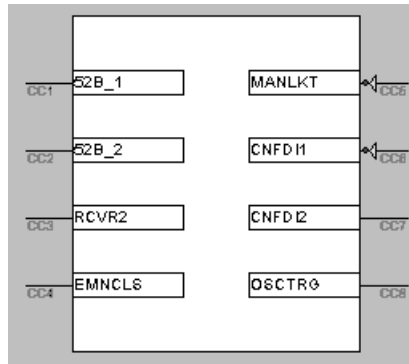 CC1 52B_1 MANLKT CC5
CC2 52B_2 CNFDI1 CC6
CC3 RCVR2 CNFDI2 CC7
CC4 EMNCLS OSCTRG CC8